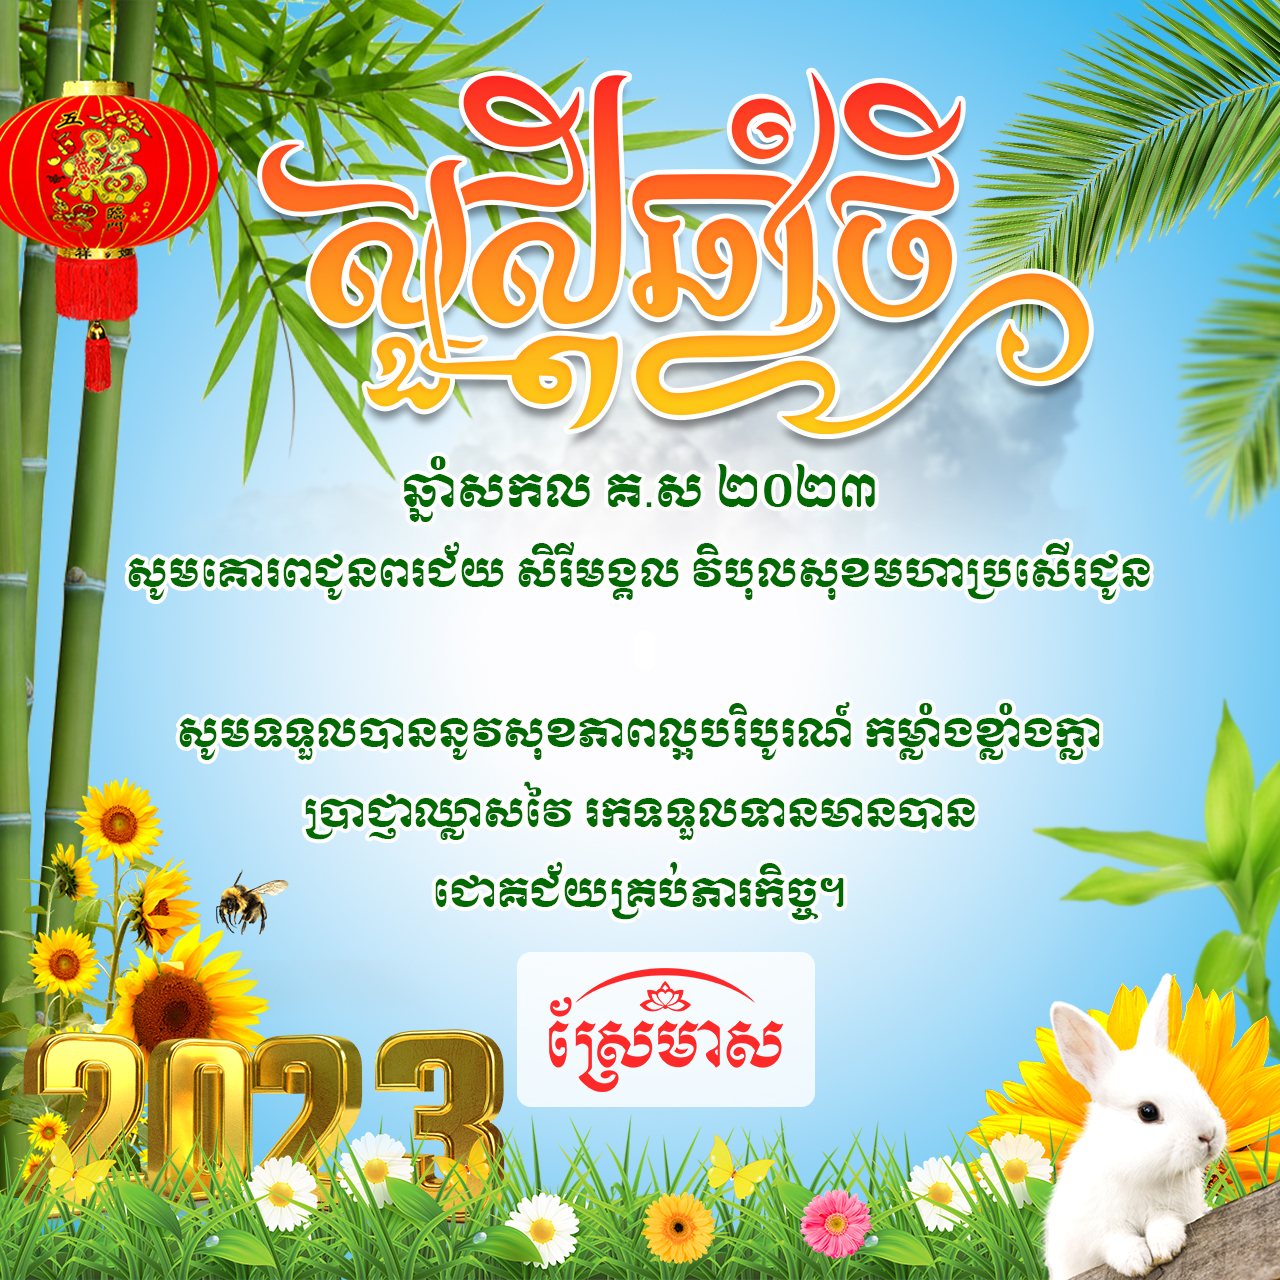 សួស្តីឆ្នាំថ្មី
ឆ្នាំសកល គ.ស ២០២៣
សូមគោរពជូនពរជ័យ សិរីមង្គល វិបុលសុខមហាប្រសើរជូន
សូមទទួលបាននូវសុខភាពល្អបរិបូរណ៍ កម្លាំងខ្លាំងក្លា
ប្រាជ្ញាឈ្លាសវៃ រកទទួលទានមានបាន
ជោគជ័យគ្រប់ភារកិច្ច។
ស្រែមាស
2023
五
臨門
祥